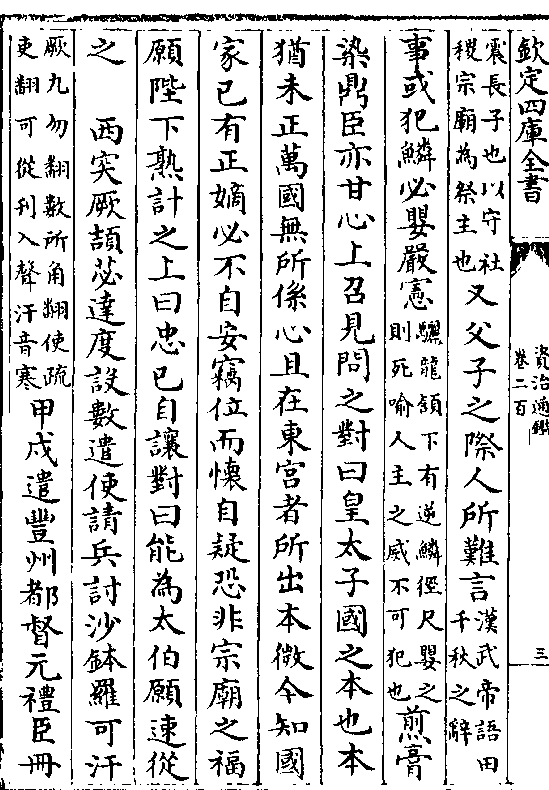 欽定四庫全書
資治通鑑
卷二百
三
震長子也以守社稷宗廟為祭主也又父子之際人所難言漢武帝語田千秋之辭
事或犯鱗必嬰嚴憲驪龍頷下有逆鱗徑尺嬰之則死喻人主之威不可犯也煎膏
染鼎臣亦甘心上召見問之對曰皇太子國之本也本
猶未正萬國無所係心且在東宫者所出本微今知國
家已有正嫡必不自安竊位而懷自疑恐非宗廟之福
願陛下熟計之上曰忠已自讓對曰能為太伯願速從
之　西突厥頡苾達度設數遣使請兵討沙鉢羅可汗
厥九勿翻數所角翻使疏吏翻可從刋入聲汗音寒甲戌遣豐州都督元禮臣冊